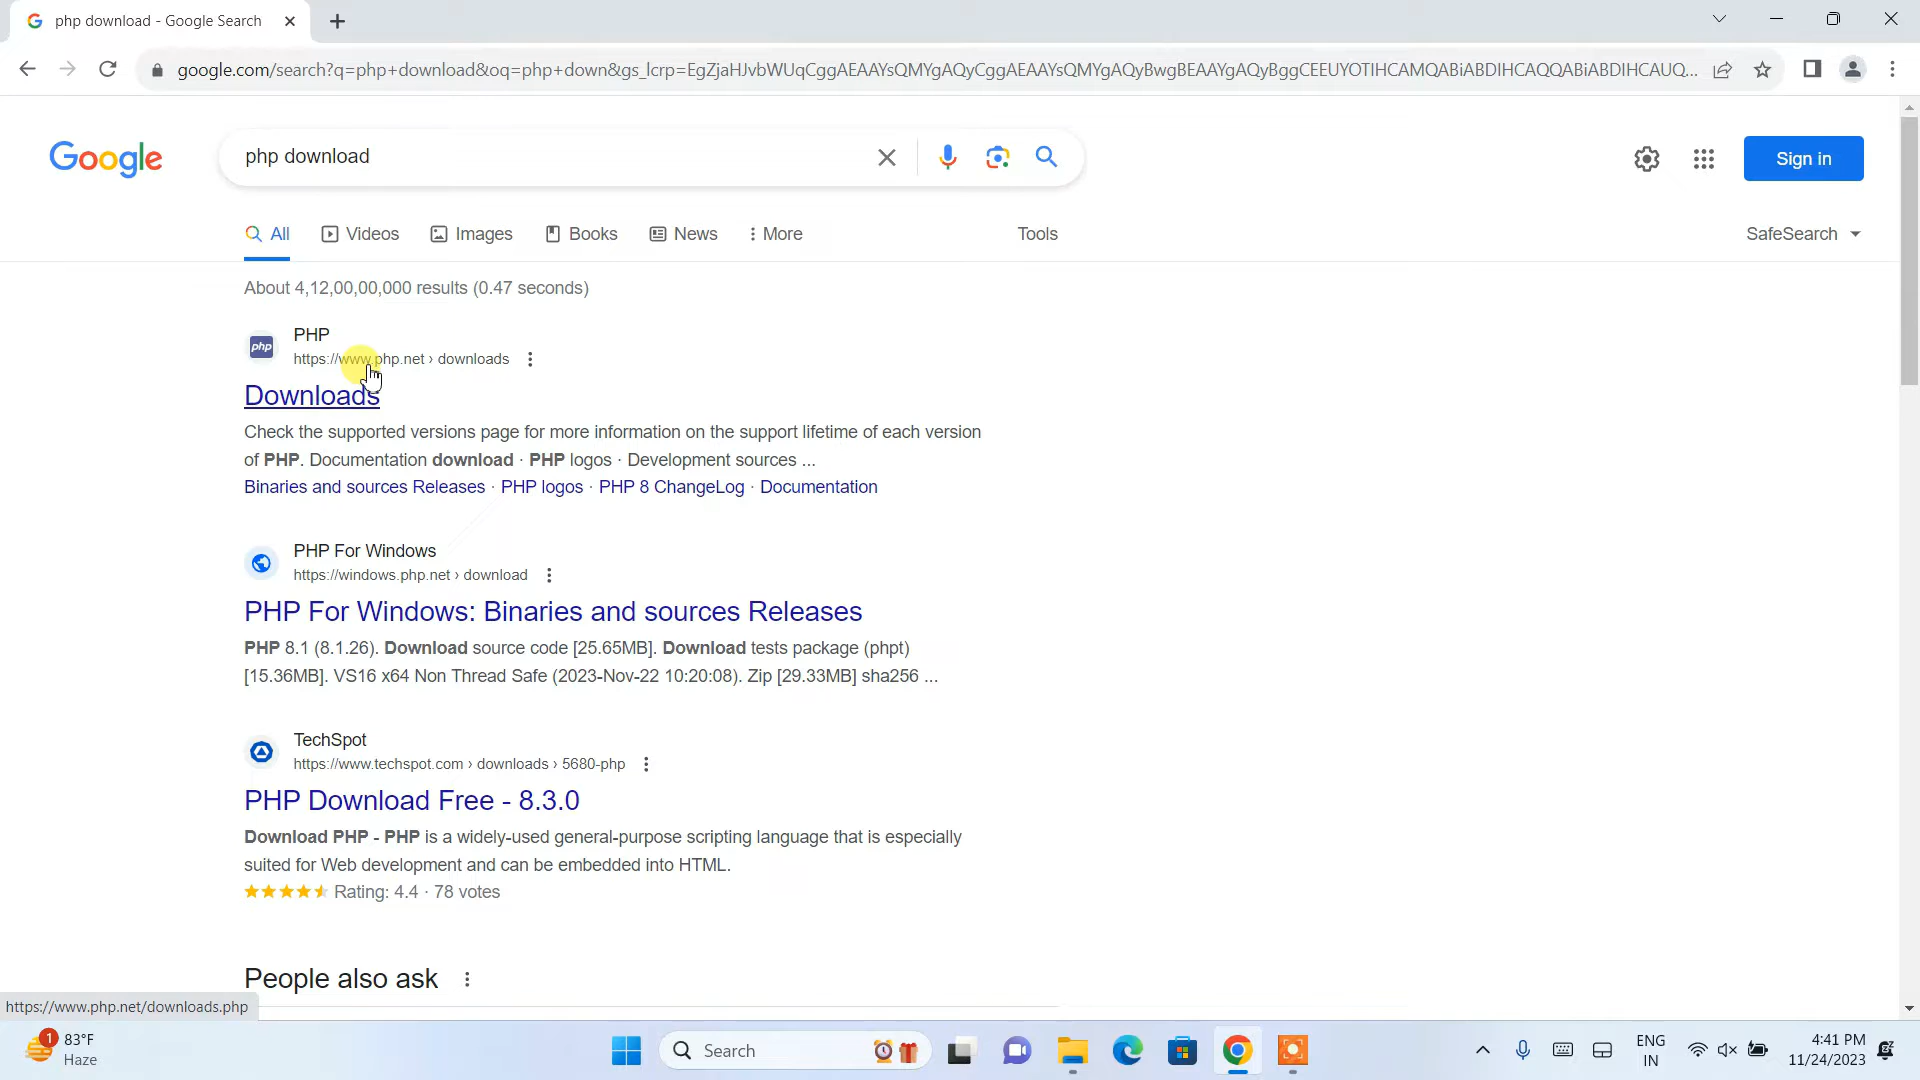 php download - Google Search
google.com/search?q=php+download&oq=php+down&gs_lcrp=EgZjaHJvbWUqCggAEAAYsQMYgAQyCggAEAAYsQMYgAQyBwgBEAAYgAQyBggCEEUYOTIHCAMQABiABDIHCAQQABiABDIHCAUQ...
Google
php download
Sign in
All
Videos
Images
Books
News
More
Tools
SafeSearch
About 4,12,00,00,000 results (0.47 seconds)
php
PHP
https://www.php.net › downloads
Downloads
Check the supported versions page for more information on the support lifetime of each version
of PHP. Documentation download · PHP logos · Development sources ...
Binaries and sources Releases · PHP logos · PHP 8 ChangeLog · Documentation
PHP For Windows
https://windows.php.net › download
PHP For Windows: Binaries and sources Releases
PHP 8.1 (8.1.26). Download source code [25.65MB]. Download tests package (phpt)
[15.36MB]. VS16 x64 Non Thread Safe (2023-Nov-22 10:20:08). Zip [29.33MB] sha256 ...
TechSpot
https://www.techspot.com › downloads › 5680-php
PHP Download Free - 8.3.0
Download PHP - PHP is a widely-used general-purpose scripting language that is especially
suited for Web development and can be embedded into HTML.
Rating: 4.4 · 78 votes
People also ask
https://www.php.net/downloads.php
1
83°F
Haze
Search
ENG
IN
4:41 PM
11/24/2023